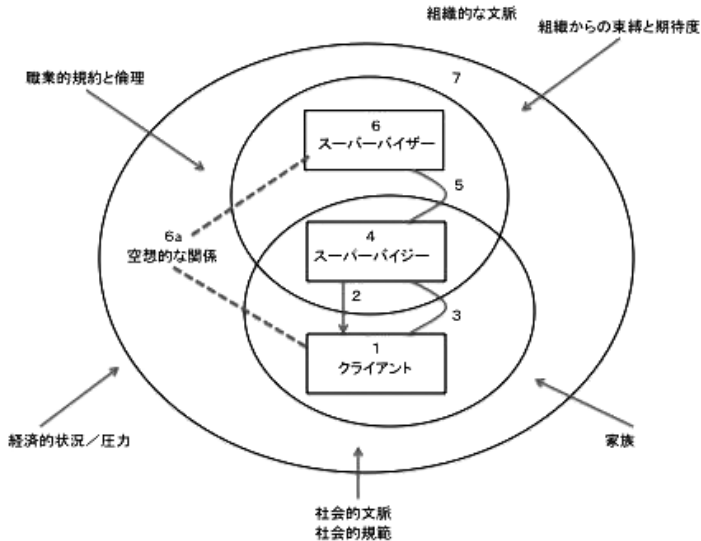 組織的な文脈
組織からの束縛と期待度
職業的規約と倫理
7
6
スーパーバイザー
5
6a
空想的な関係
4
スーパーバイジー
2
3
1
クライアント
経済的状況／圧力
家族
社会的文脈
社会的規範